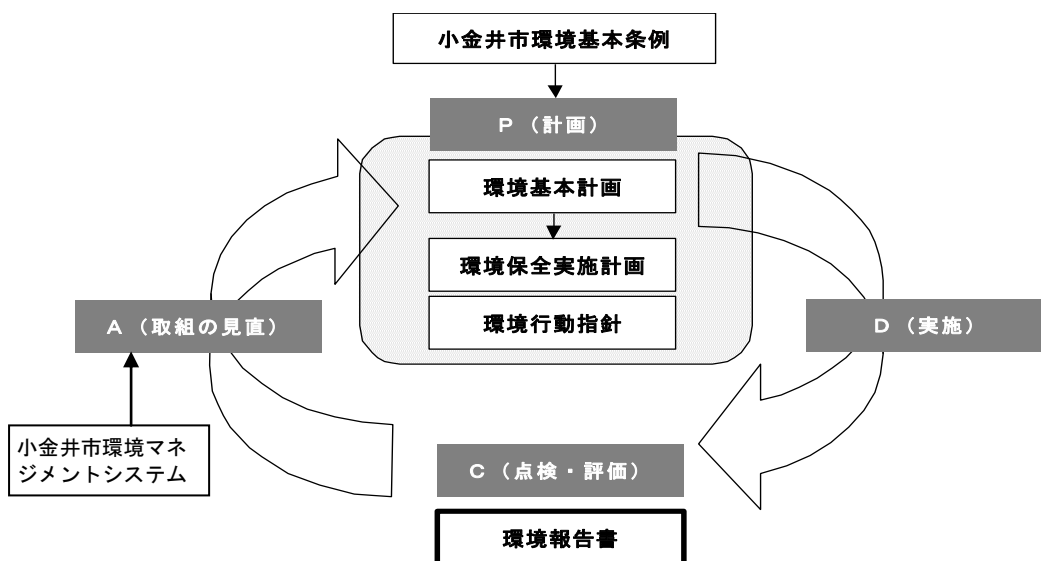 小金井市環境基本条例
Ｐ（計画）
環境基本計画
環境保全実施計画
環境行動指針
Ａ（取組の見直）
Ｄ（実施）
小金井市環境マネ
ジメントシステム
Ｃ（点検・評価）
環境報告書